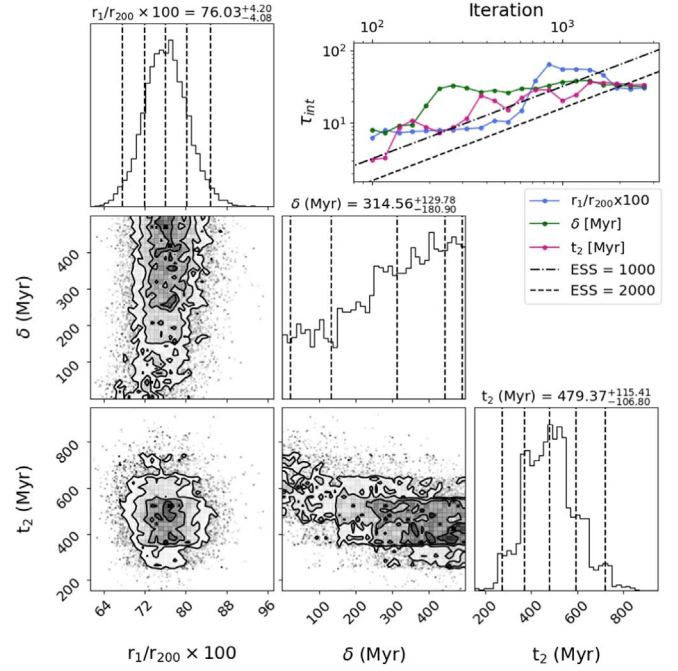 r₁/r₂₀₀ × 100 = 76.03⁺⁴·²⁰₋₄.₀₈
Iteration
10² 10³
10²
10¹
τ_int
r₁/r₂₀₀x100
δ [Myr]
t₂ [Myr]
ESS = 1000
ESS = 2000
δ (Myr) = 314.56⁺¹²⁹·⁷⁸₋₁₈₀.₉₀
400
300
200
100
δ (Myr)
t₂ (Myr) = 479.37⁺¹¹⁵·⁴¹₋₁₀₆.₈₀
800
600
400
200
t₂ (Myr)
64 72 80 88 96
100 200 300 400
200 400 600 800
r₁/r₂₀₀ × 100
δ (Myr)
t₂ (Myr)